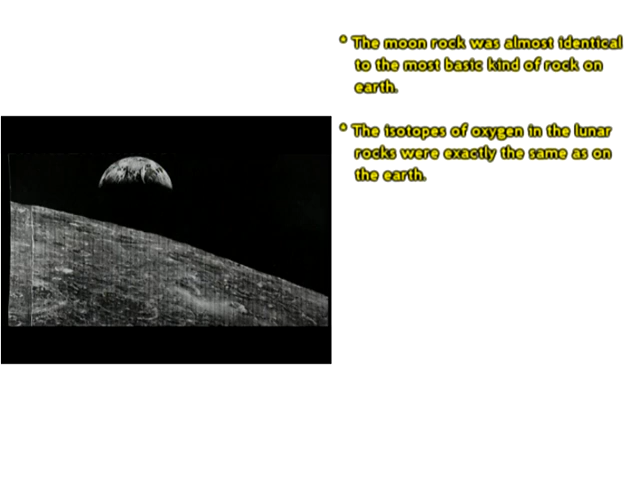 * The moon rock was almost identical
to the most basic kind of rock on
earth.
* The isotopes of oxygen in the lunar
rocks were exactly the same as on
the earth.